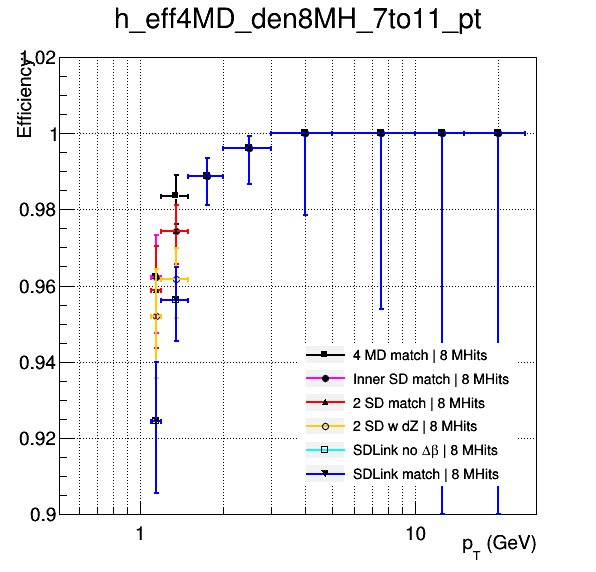 h_eff4MD_den8MH_7to11_pt
Efficiency
1.02
1
0.98
0.96
0.94
0.92
0.9
4 MD match | 8 MHits
Inner SD match | 8 MHits
2 SD match | 8 MHits
2 SD w dZ | 8 MHits
SDLink no Δβ | 8 MHits
SDLink match | 8 MHits
1
10
p_T (GeV)